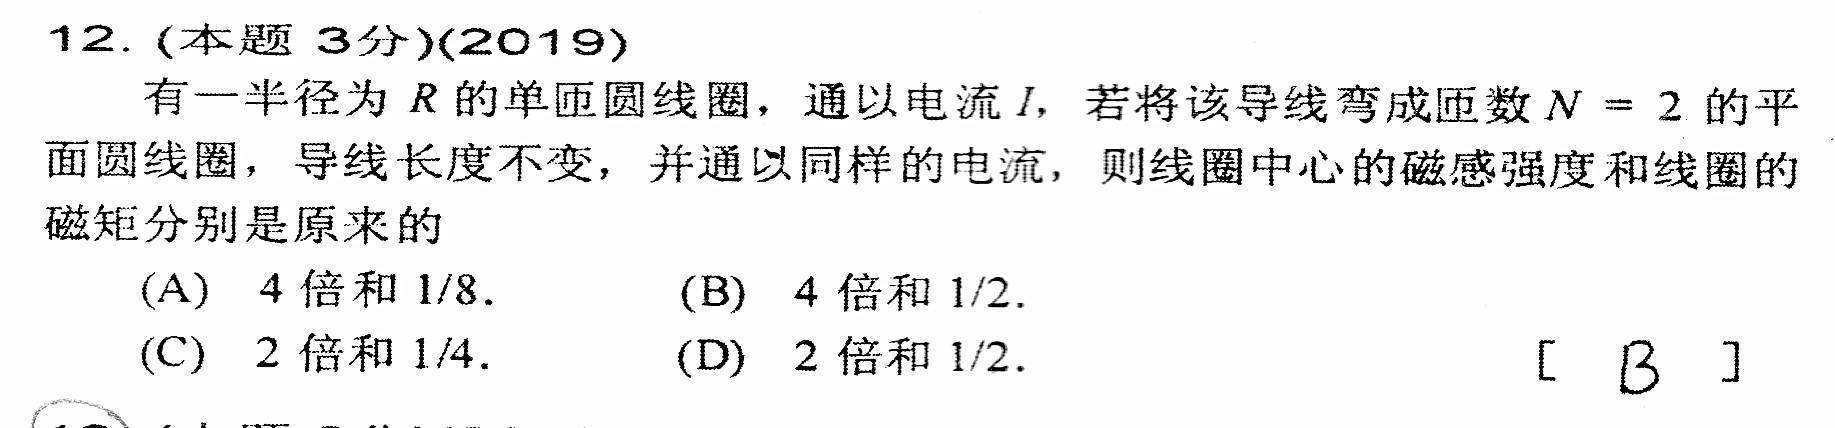 12. (本题 3分)(2019)
有一半径为 R 的单匝圆线圈，通以电流 I，若将该导线弯成匝数 N = 2 的平
面圆线圈，导线长度不变，并通以同样的电流，则线圈中心的磁感强度和线圈的
磁矩分别是原来的
(A) 4 倍和 1/8. (B) 4 倍和 1/2.
(C) 2 倍和 1/4. (D) 2 倍和 1/2. [ B ]